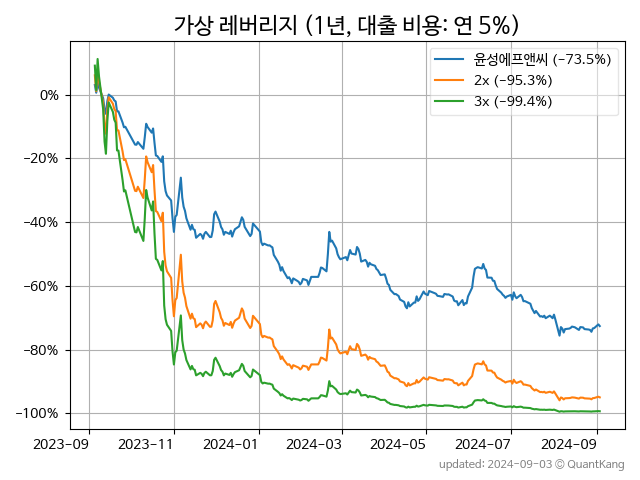 가상 레버리지 (1년, 대출 비용: 연 5%)
윤성에프앤씨 (−73.5%)
2x (−95.3%)
3x (−99.4%)
0%
−20%
−40%
−60%
−80%
−100%
2023-09 2023-11 2024-01 2024-03 2024-05 2024-07 2024-09
updated: 2024-09-03 © QuantKang